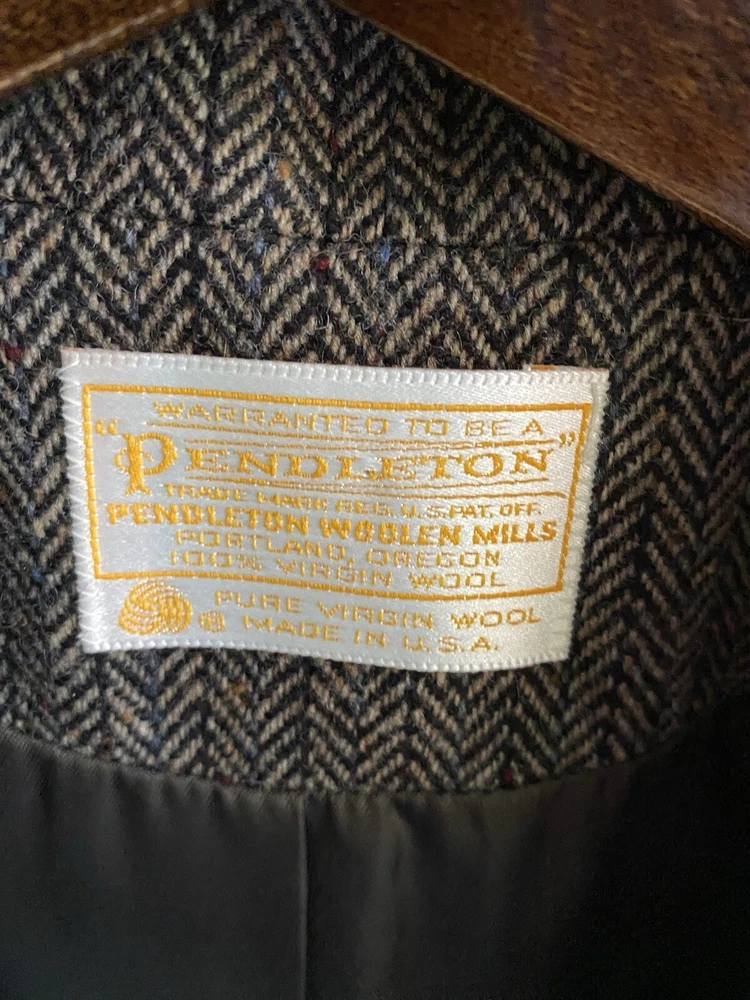 WARRANTED TO BE A
"PENDLETON"
TRADE MARK REG. U.S. PAT. OFF.
PENDLETON WOOLEN MILLS
PORTLAND, OREGON
100% VIRGIN WOOL
PURE VIRGIN WOOL
MADE IN U.S.A.